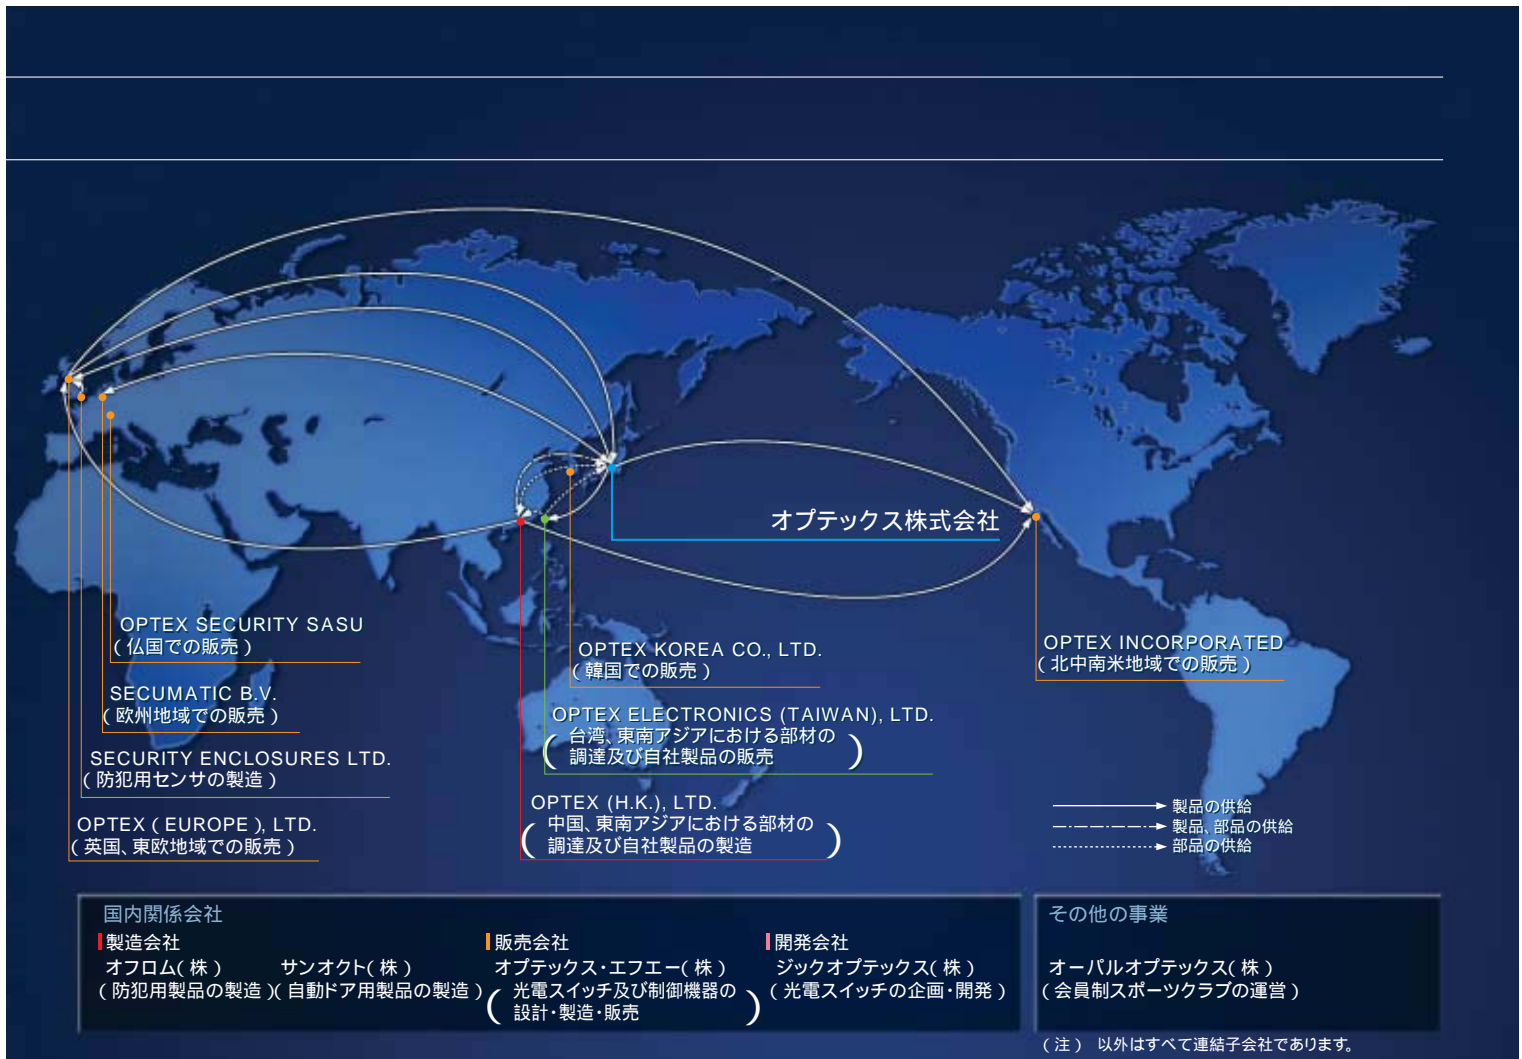 オプテックス株式会社
OPTEX SECURITY SASU
( 仏国での販売 )
SECUMATIC B.V.
( 欧州地域での販売 )
SECURITY ENCLOSURES LTD.
( 防犯用センサの製造 )
OPTEX ( EUROPE ), LTD.
( 英国、東欧地域での販売 )
OPTEX KOREA CO., LTD.
( 韓国での販売 )
OPTEX ELECTRONICS (TAIWAN), LTD.
( 台湾、東南アジアにおける部材の
調達及び自社製品の販売 )
OPTEX (H.K.), LTD.
( 中国、東南アジアにおける部材の
調達及び自社製品の製造 )
OPTEX INCORPORATED
( 北中南米地域での販売 )
製品の供給
製品、部品の供給
部品の供給
国内関係会社
製造会社
オフロム( 株 )
( 防犯用製品の製造 )
サンオクト( 株 )
( 自動ドア用製品の製造 )
販売会社
オプテックス・エフエー( 株 )
( 光電スイッチ及び制御機器の
設計・製造・販売 )
開発会社
ジックオプテックス( 株 )
( 光電スイッチの企画・開発 )
その他の事業
オーパルオプテックス( 株 )
( 会員制スポーツクラブの運営 )
( 注 ) 以外はすべて連結子会社であります。